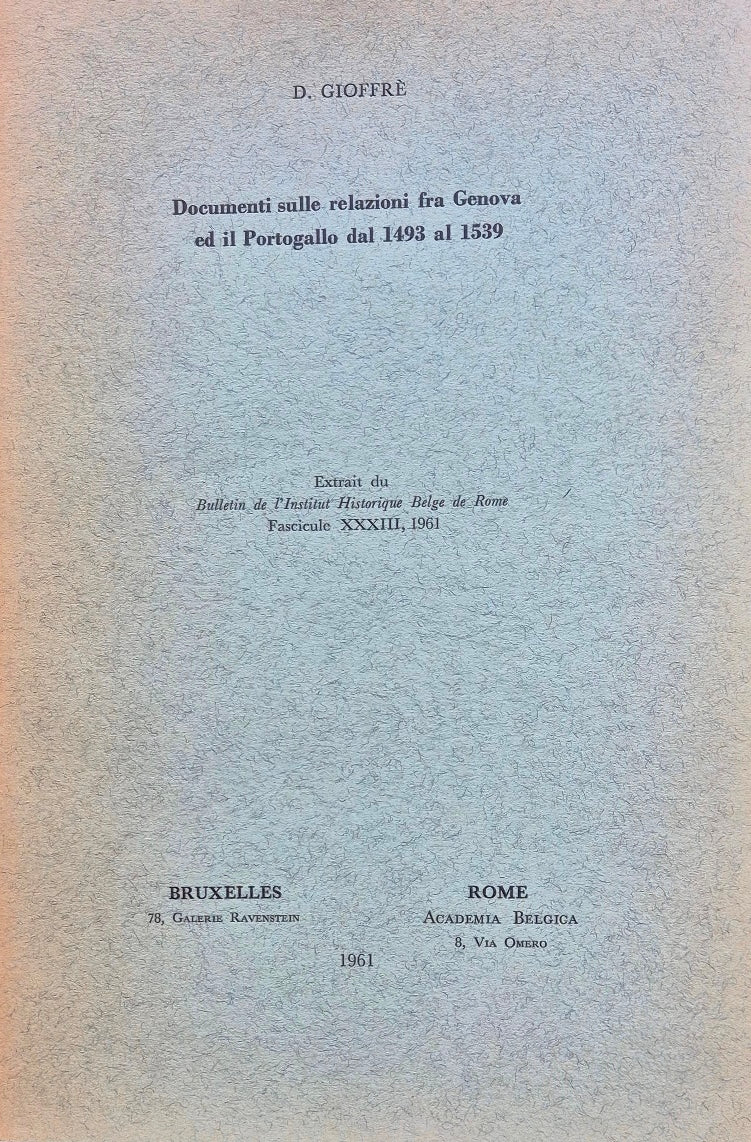 D. GIOFFRÈ
Documenti sulle relazioni fra Genova
ed il Portogallo dal 1493 al 1539
Extrait du
Bulletin de l'Institut Historique Belge de Rome
Fascicule XXXIII, 1961
BRUXELLES
78, Galerie Ravenstein
ROME
Academia Belgica
8, Via Omero
1961